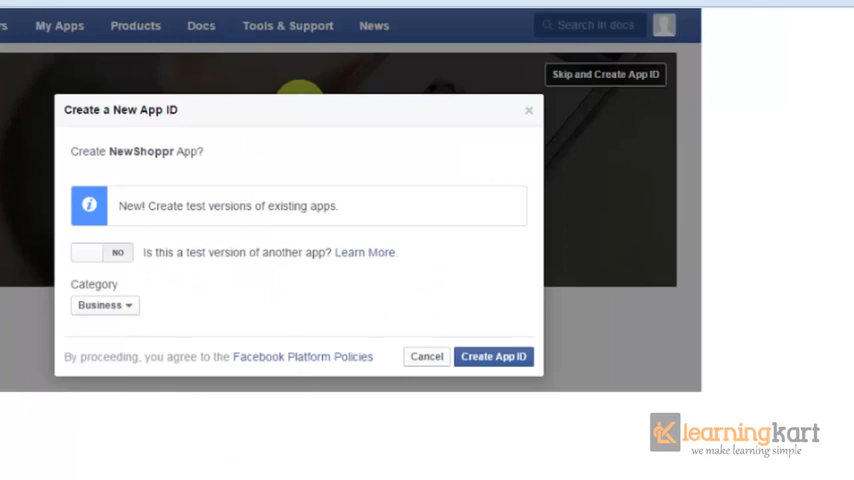 rs My Apps Products Docs Tools & Support News Search in docs
Skip and Create App ID
Create a New App ID ×
Create NewShoppr App?
i New! Create test versions of existing apps.
NO Is this a test version of another app? Learn More.
Category
Business
By proceeding, you agree to the Facebook Platform Policies Cancel Create App ID
learningkart
we make learning simple